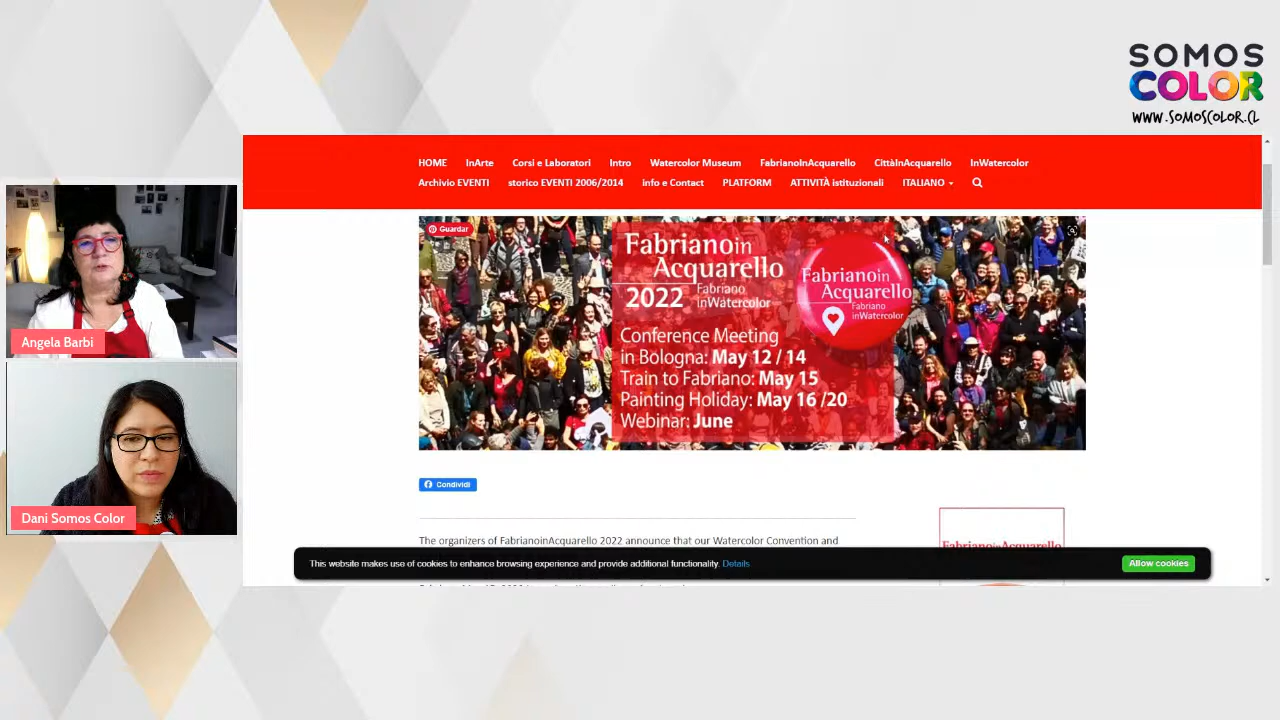 SOMOS
COLOR
www.SOMOSCOLOR.CL
HOME InArte Corsi e Laboratori Intro Watercolor Museum FabrianoInAcquarello CittàInAcquarello InWatercolor
Archivio EVENTI storico EVENTI 2006/2014 info e Contact PLATFORM ATTIVITÀ istituzionali ITALIANO
Guardar
Fabrianoin
Acquarello
2022 Fabriano
inWatercolor
Fabrianoin
Acquarello
Fabriano
inWatercolor
Conference Meeting
in Bologna: May 12 / 14
Train to Fabriano: May 15
Painting Holiday: May 16 /20
Webinar: June
Angela Barbi
Dani Somos Color
Condividi
The organizers of FabrianoinAcquarello 2022 announce that our Watercolor Convention and
FabrianoinAcquarello
This website makes use of cookies to enhance browsing experience and provide additional functionality. Details
Allow cookies